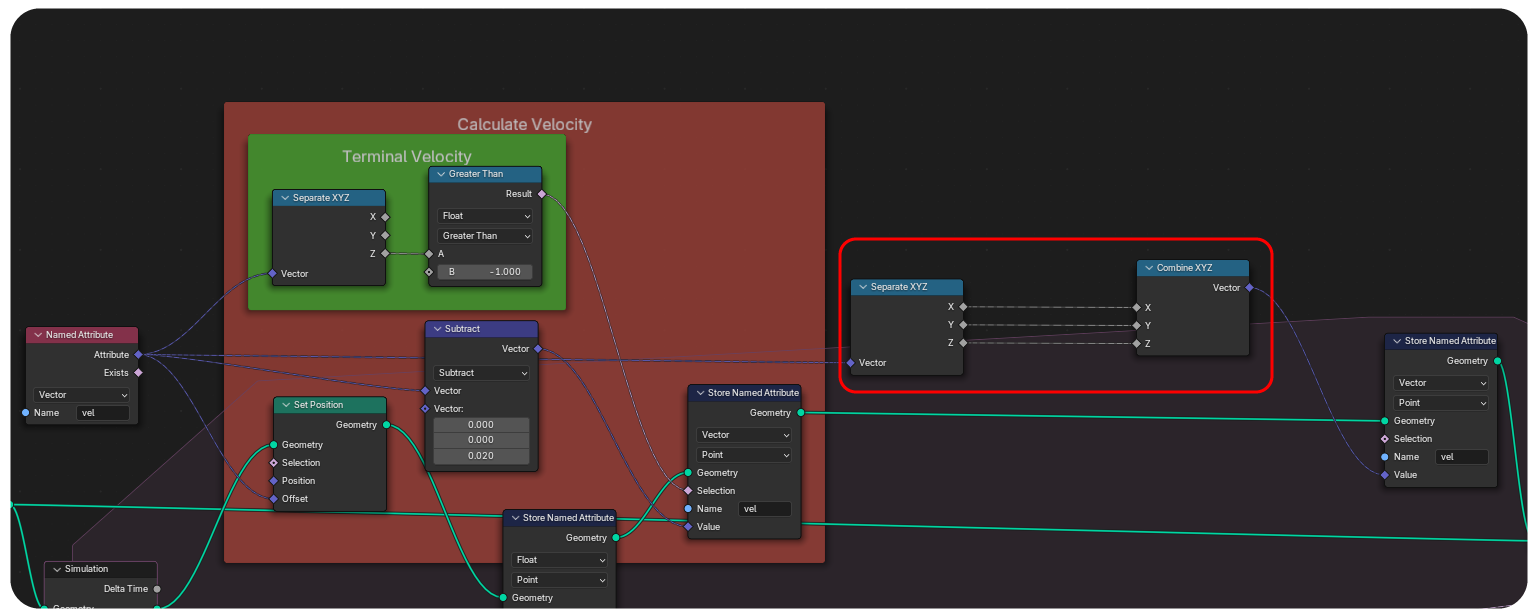 Calculate Velocity
Terminal Velocity
Greater Than
Result
Float
Greater Than
A
B -1.000
Separate XYZ
X
Y
Z
Vector
Named Attribute
Attribute
Exists
Vector
Name vel
Subtract
Vector
Subtract
Vector
Vector:
0.000
0.000
0.020
Set Position
Geometry
Geometry
Selection
Position
Offset
Store Named Attribute
Geometry
Vector
Point
Geometry
Selection
Name vel
Value
Separate XYZ
X
Y
Z
Vector
Combine XYZ
Vector
X
Y
Z
Store Named Attribute
Geometry
Vector
Point
Geometry
Selection
Name vel
Value
Store Named Attribute
Geometry
Float
Point
Geometry
Simulation
Delta Time
Geometry